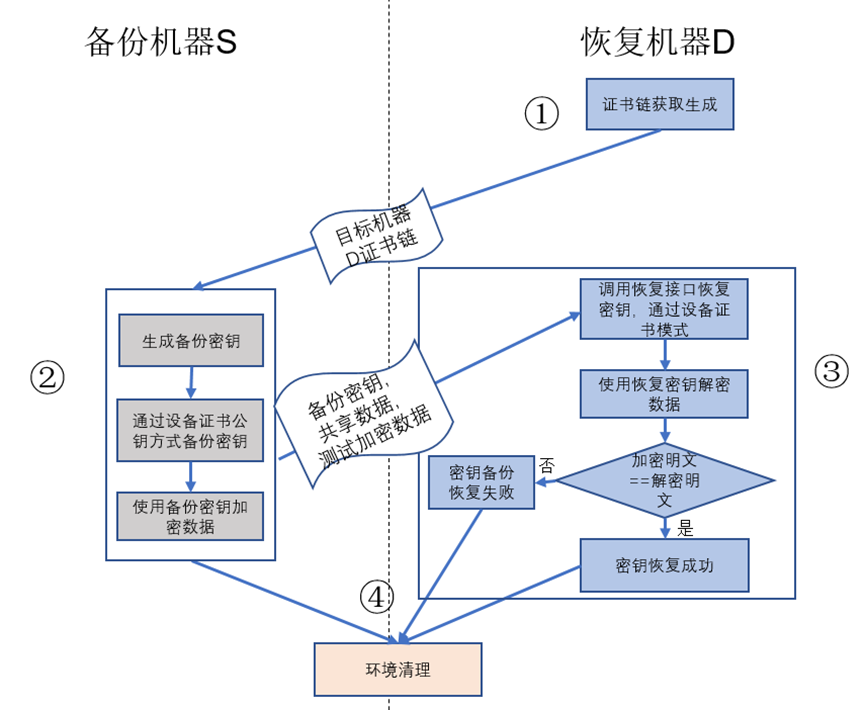 备份机器S
恢复机器D
①
证书链获取生成
目标机器
D证书链
②
生成备份密钥
通过设备证书公
钥方式备份密钥
使用备份密钥加
密数据
备份密钥,
共享数据,
测试加密数据
③
调用恢复接口恢复
密钥，通过设备证
书模式
使用恢复密钥解密
数据
加密明文
==解密明
文
否
密钥备份
恢复失败
是
密钥恢复成功
④
环境清理